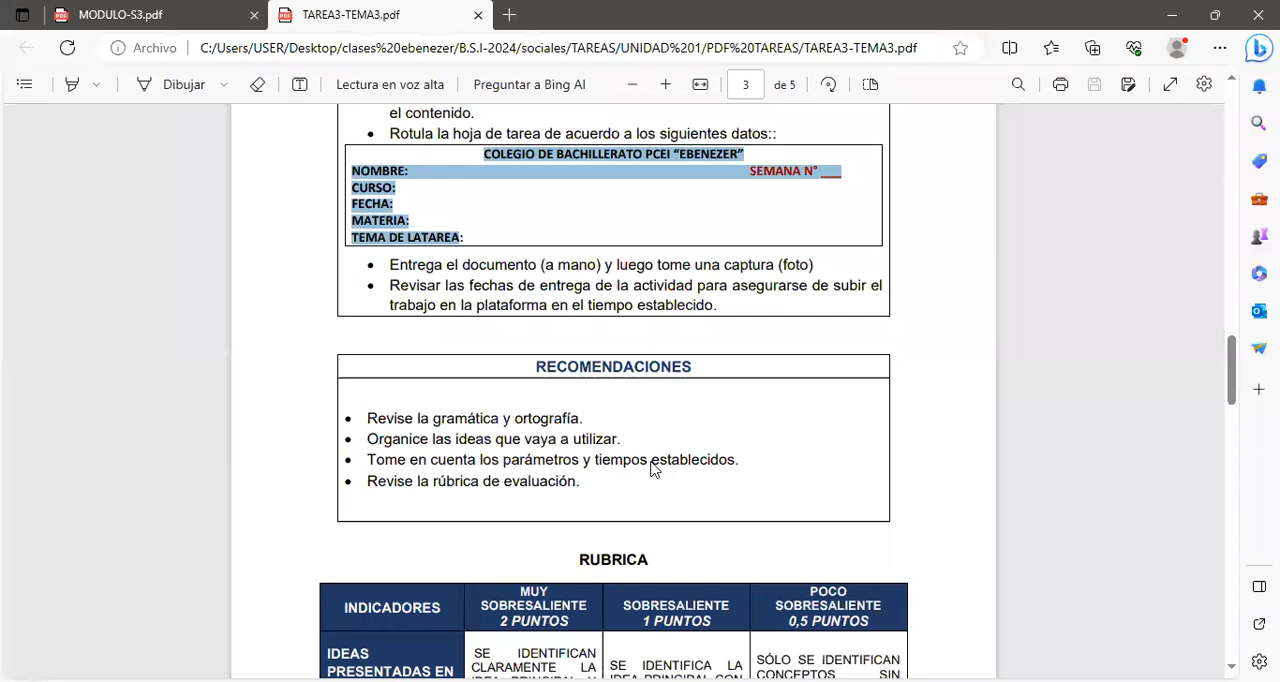 MODULO-S3.pdf
TAREA3-TEMA3.pdf
Archivo
C:/Users/USER/Desktop/clases%20ebenezer/B.S.I-2024/sociales/TAREAS/UNIDAD%201/PDF%20TAREAS/TAREA3-TEMA3.pdf
Dibujar
Lectura en voz alta
Preguntar a Bing AI
3
de 5
el contenido.
• Rotula la hoja de tarea de acuerdo a los siguientes datos::
COLEGIO DE BACHILLERATO PCEI “EBENEZER”
NOMBRE: SEMANA N° ___
CURSO:
FECHA:
MATERIA:
TEMA DE LATAREA:
• Entrega el documento (a mano) y luego tome una captura (foto)
• Revisar las fechas de entrega de la actividad para asegurarse de subir el
trabajo en la plataforma en el tiempo establecido.
RECOMENDACIONES
• Revise la gramática y ortografía.
• Organice las ideas que vaya a utilizar.
• Tome en cuenta los parámetros y tiempos establecidos.
• Revise la rúbrica de evaluación.
RUBRICA
INDICADORES
MUY
SOBRESALIENTE
2 PUNTOS
SOBRESALIENTE
1 PUNTOS
POCO
SOBRESALIENTE
0,5 PUNTOS
IDEAS
PRESENTADAS EN
SE IDENTIFICAN
CLARAMENTE LA
IDEA PRINCIPAL Y
SE IDENTIFICA LA
IDEA PRINCIPAL CON
SÓLO SE IDENTIFICAN
CONCEPTOS SIN